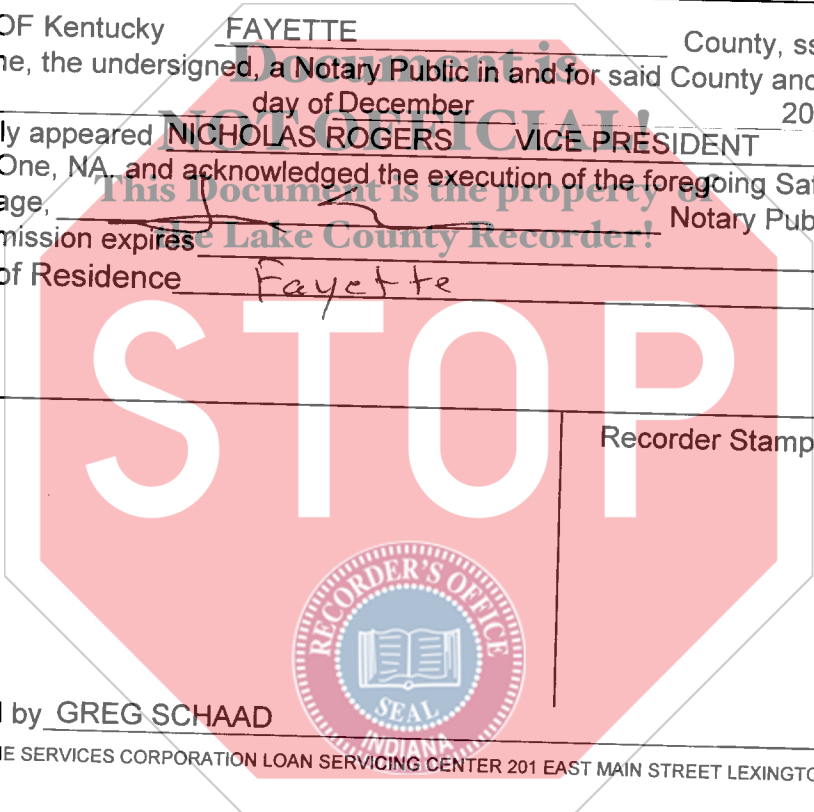 OF Kentucky FAYETTE County, ss
ne, the undersigned, a Notary Public in and for said County and
day of December 20
ly appeared NICHOLAS ROGERS VICE PRESIDENT
One, NA, and acknowledged the execution of the foregoing Sat
age, Notary Pub
mission expires
of Residence Fayette
Document is
NOT OFFICIAL!
This Document is the property of
the Lake County Recorder!
STOP
Recorder Stamp
RECORDER'S OFFICE
SEAL
INDIANA
l by GREG SCHAAD
NE SERVICES CORPORATION LOAN SERVICING CENTER 201 EAST MAIN STREET LEXINGTO